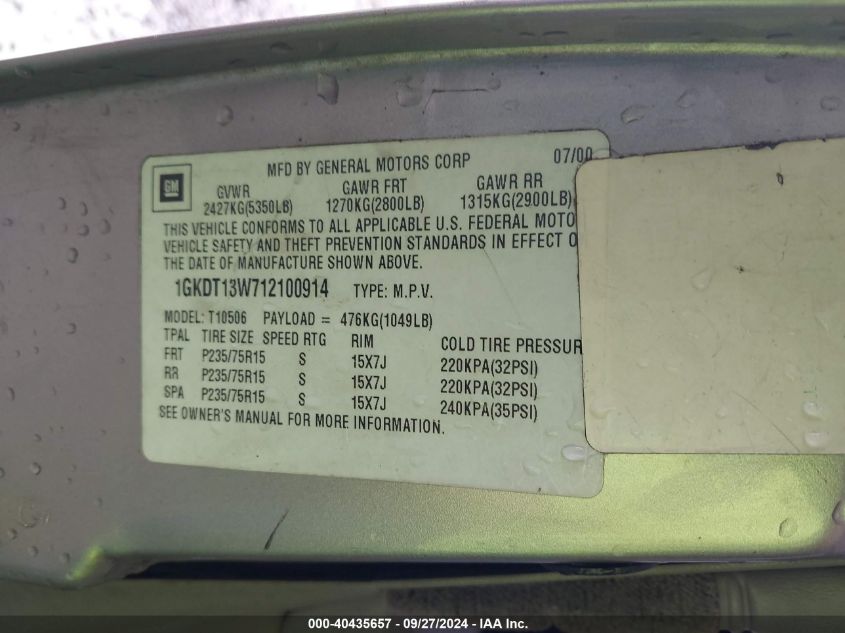 MFD BY GENERAL MOTORS CORP 07/00
GM
GVWR GAWR FRT GAWR RR
2427KG(5350LB) 1270KG(2800LB) 1315KG(2900LB)
THIS VEHICLE CONFORMS TO ALL APPLICABLE U.S. FEDERAL MOTO
VEHICLE SAFETY AND THEFT PREVENTION STANDARDS IN EFFECT O
THE DATE OF MANUFACTURE SHOWN ABOVE.
1GKDT13W712100914 TYPE: M.P.V.
MODEL: T10506 PAYLOAD = 476KG(1049LB)
TPAL TIRE SIZE SPEED RTG RIM COLD TIRE PRESSUR
FRT P235/75R15 S 15X7J 220KPA(32PSI)
RR P235/75R15 S 15X7J 220KPA(32PSI)
SPA P235/75R15 S 15X7J 240KPA(35PSI)
SEE OWNER'S MANUAL FOR MORE INFORMATION.
000-40435657 - 09/27/2024 - IAA Inc.